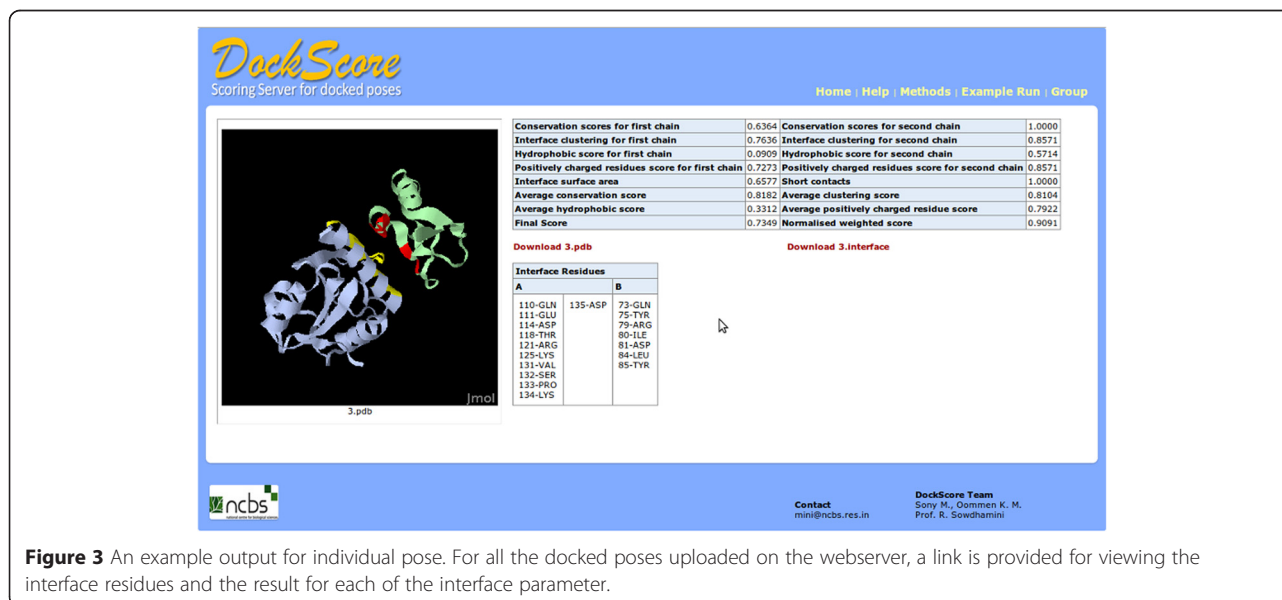 DockScore
Scoring Server for docked poses
Home | Help | Methods | Example Run | Group
Conservation scores for first chain 0.6364 Conservation scores for second chain 1.0000
Interface clustering for first chain 0.7636 Interface clustering for second chain 0.8571
Hydrophobic score for first chain 0.0909 Hydrophobic score for second chain 0.5714
Positively charged residues score for first chain 0.7273 Positively charged residues score for second chain 0.8571
Interface surface area 0.6577 Short contacts 1.0000
Average conservation score 0.8182 Average clustering score 0.8104
Average hydrophobic score 0.3312 Average positively charged residue score 0.7922
Final Score 0.7349 Normalised weighted score 0.9091
Download 3.pdb Download 3.interface
Interface Residues
A B
110-GLN 135-ASP 73-GLN
111-GLU 75-TYR
114-ASP 79-ARG
118-THR 80-ILE
121-ARG 81-ASP
125-LYS 84-LEU
131-VAL 85-TYR
132-SER
133-PRO
134-LYS
Jmol
3.pdb
ncbs
national center for biological sciences
Contact
mini@ncbs.res.in
DockScore Team
Sony M., Oommen K. M.
Prof. R. Sowdhamini
Figure 3 An example output for individual pose. For all the docked poses uploaded on the webserver, a link is provided for viewing the
interface residues and the result for each of the interface parameter.